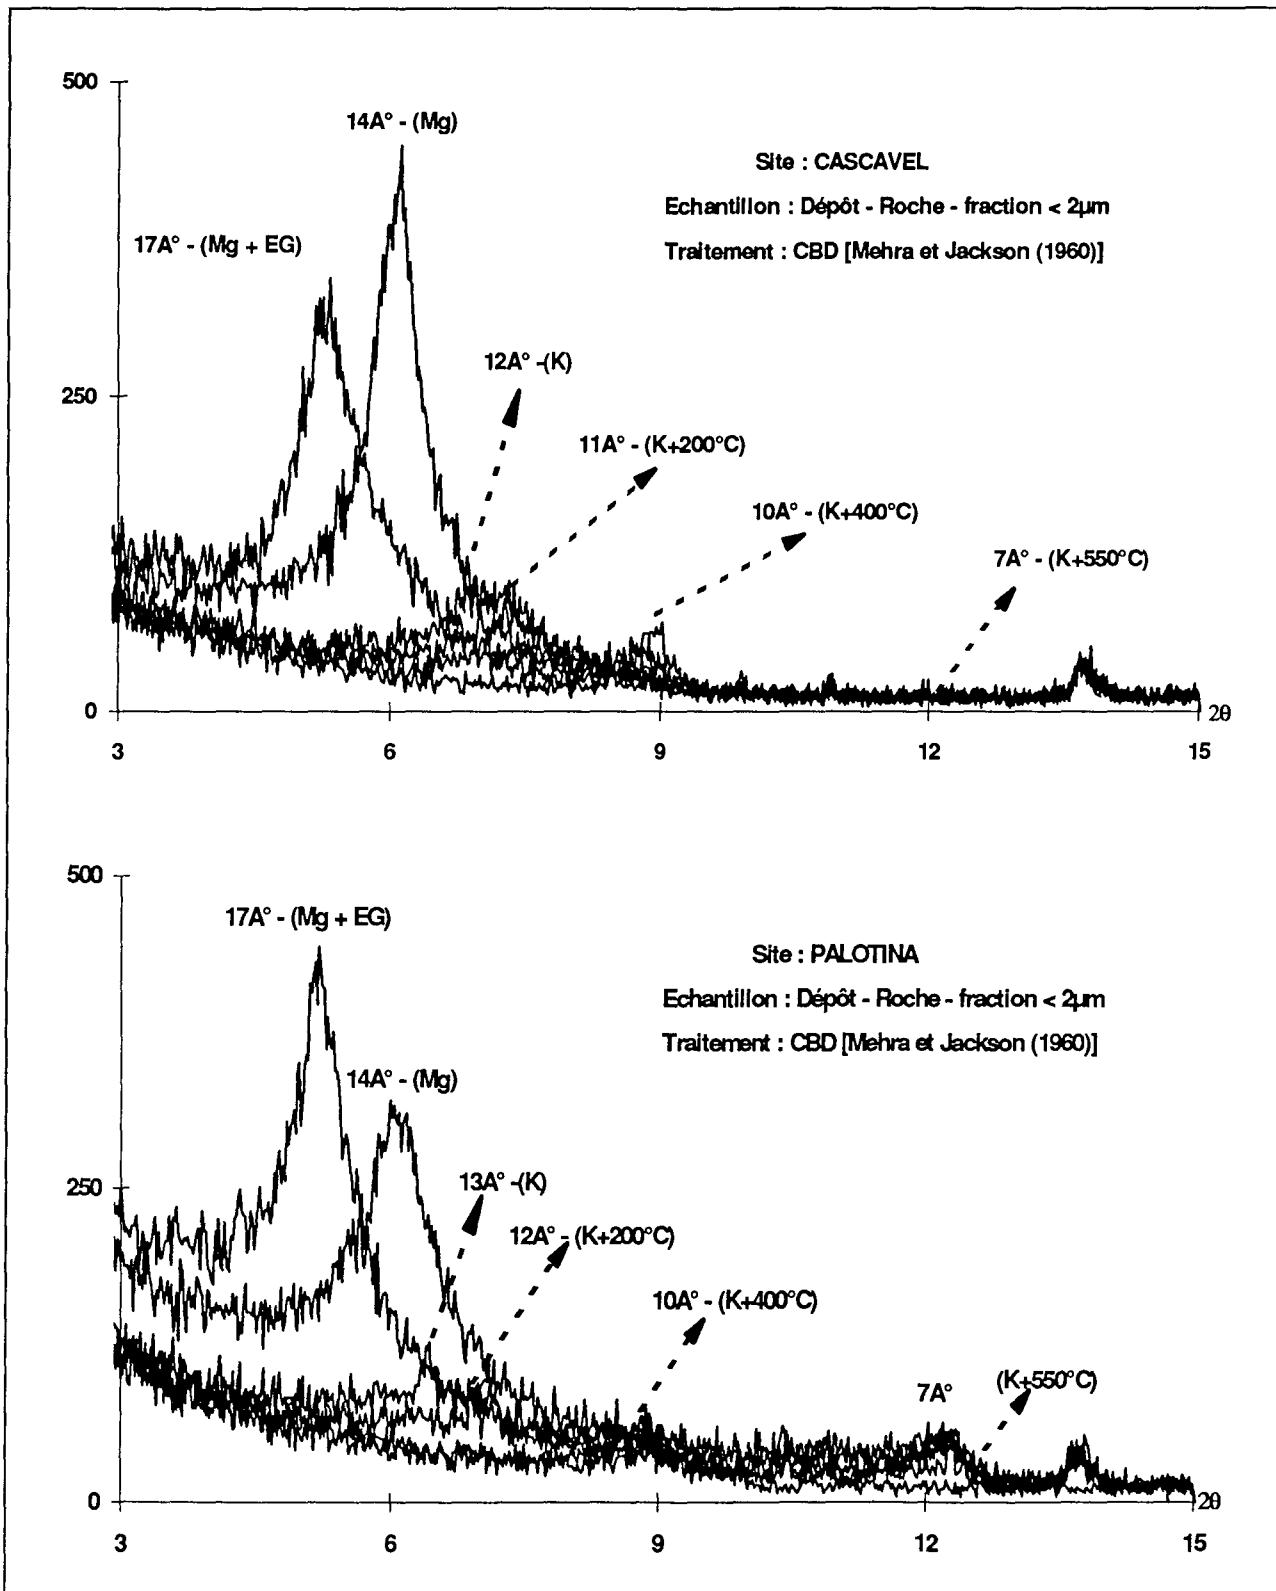 500
14A° - (Mg)
Site : CASCAVEL
Echantillon : Dépôt - Roche - fraction < 2µm
17A° - (Mg + EG)
Traitement : CBD [Mehra et Jackson (1960)]
12A° -(K)
250
11A° - (K+200°C)
10A° - (K+400°C)
7A° - (K+550°C)
0
2θ
3 6 9 12 15
500
17A° - (Mg + EG)
Site : PALOTINA
Echantillon : Dépôt - Roche - fraction < 2µm
Traitement : CBD [Mehra et Jackson (1960)]
14A° - (Mg)
13A° -(K)
250
12A° - (K+200°C)
10A° - (K+400°C)
7A° (K+550°C)
0
2θ
3 6 9 12 15